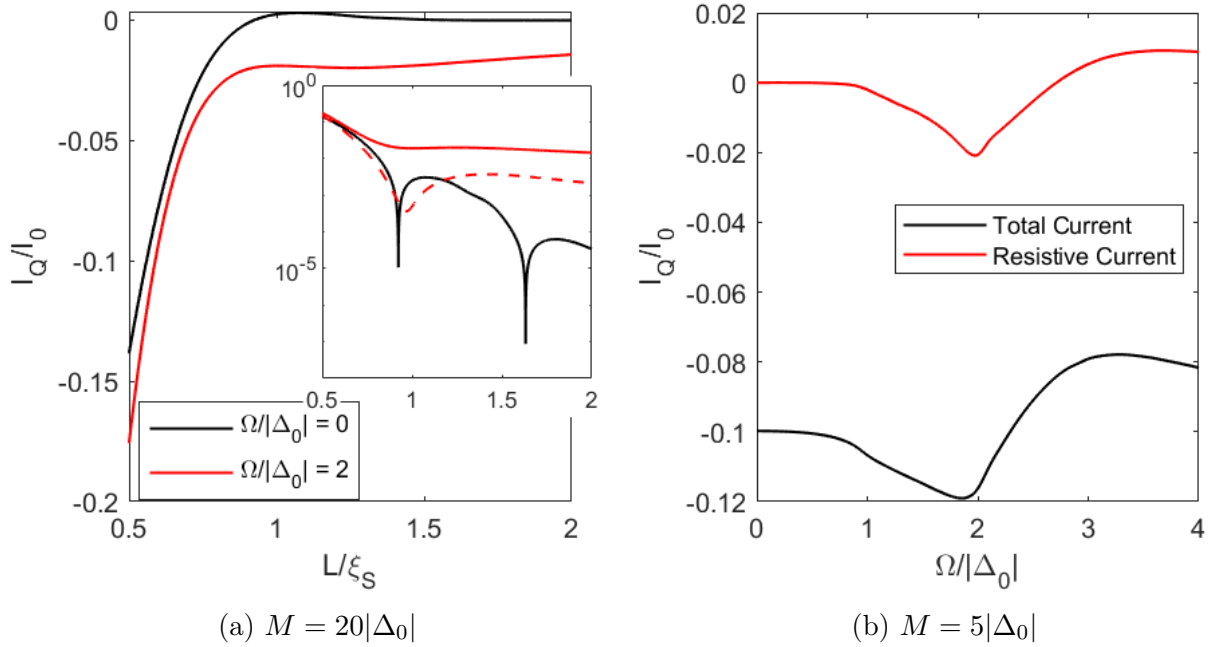 0
-0.05
-0.1
-0.15
-0.2
I_Q/I_0
0.5
1
1.5
2
L/ξ_S
Ω/|Δ_0| = 0
Ω/|Δ_0| = 2
10^0
10^-5
0.5
1
1.5
2
(a) M = 20|Δ_0|
0.02
0
-0.02
-0.04
-0.06
-0.08
-0.1
-0.12
I_Q/I_0
Total Current
Resistive Current
0
1
2
3
4
Ω/|Δ_0|
(b) M = 5|Δ_0|